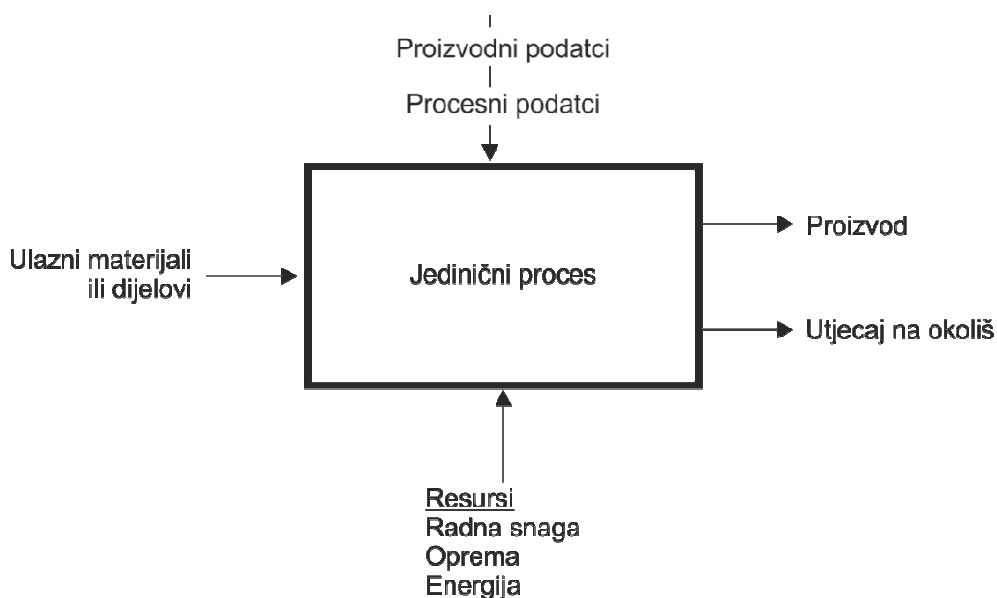 Proizvodni podatci
Procesni podatci
Ulazni materijali
ili dijelovi
Jedinični proces
Proizvod
Utjecaj na okoliš
Resursi
Radna snaga
Oprema
Energija